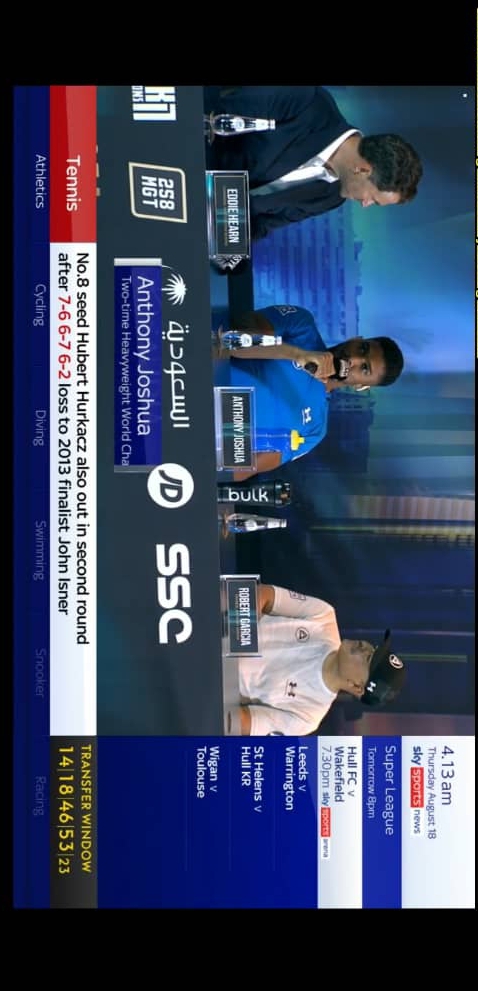 4.13am
Thursday August 18
sky sports news
Super League
Tomorrow 8pm
Hull FC v
Wakefield
7.30pm sky sports arena
Leeds v
Warrington
St Helens v
Hull KR
Wigan v
Toulouse
EDDIE HEARN
ANTHONY JOSHUA
bulk
ROBERT GARCIA
258
MGT
السعودية
JD
SSC
Anthony Joshua
Two-time Heavyweight World Cha
Tennis
No.8 seed Hubert Hurkacz also out in second round
after 7-6 6-7 6-2 loss to 2013 finalist John Isner
TRANSFER WINDOW
14|18|46|53|23
Athletics Cycling Diving Swimming Snooker Racing